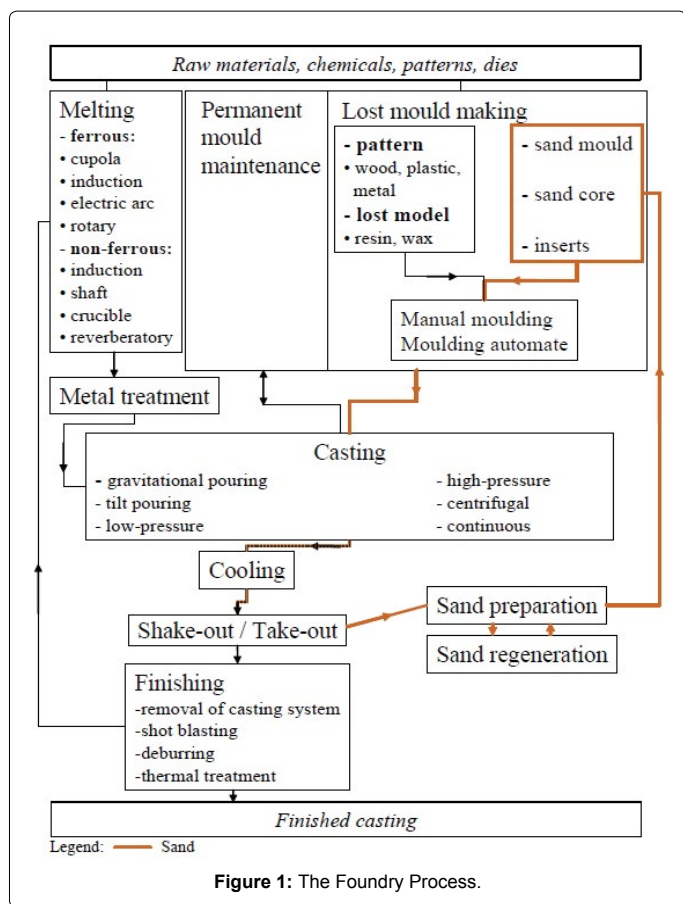 Raw materials, chemicals, patterns, dies
Melting
- ferrous:
• cupola
• induction
• electric arc
• rotary
- non-ferrous:
• induction
• shaft
• crucible
• reverberatory
Permanent
mould
maintenance
Lost mould making
- pattern
• wood, plastic,
metal
- lost model
• resin, wax
- sand mould
- sand core
- inserts
Manual moulding
Moulding automate
Metal treatment
Casting
- gravitational pouring
- tilt pouring
- low-pressure
- high-pressure
- centrifugal
- continuous
Cooling
Shake-out / Take-out
Sand preparation
Sand regeneration
Finishing
-removal of casting system
-shot blasting
-deburring
-thermal treatment
Finished casting
Legend: Sand
Figure 1: The Foundry Process.